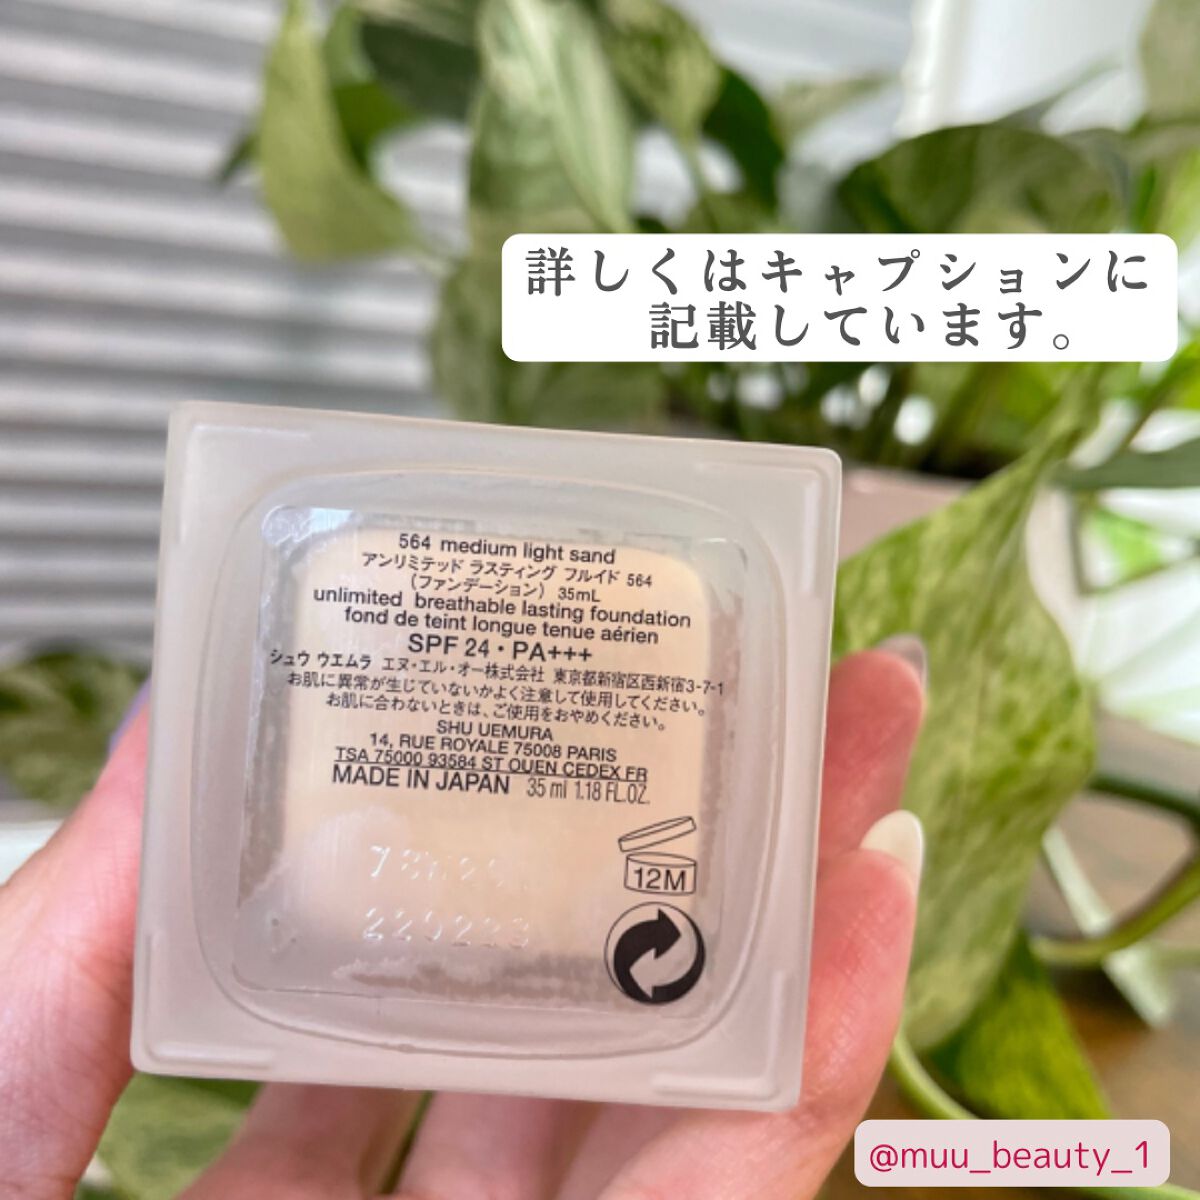 詳しくはキャプションに
記載しています。
564 medium light sand
アンリミテッド ラスティング フルイド 564
（ファンデーション） 35mL
unlimited breathable lasting foundation
fond de teint longue tenue aérien
SPF 24・PA+++
シュウ ウエムラ エヌ・エル・オー株式会社 東京都新宿区西新宿3-7-1
お肌に異常が生じていないかよく注意して使用してください。
お肌に合わないときは、ご使用をおやめください。
SHU UEMURA
14, RUE ROYALE 75008 PARIS
TSA 75000 93584 ST OUEN CEDEX FR
MADE IN JAPAN 35 ml 1.18 FL.OZ.
12M
@muu_beauty_1